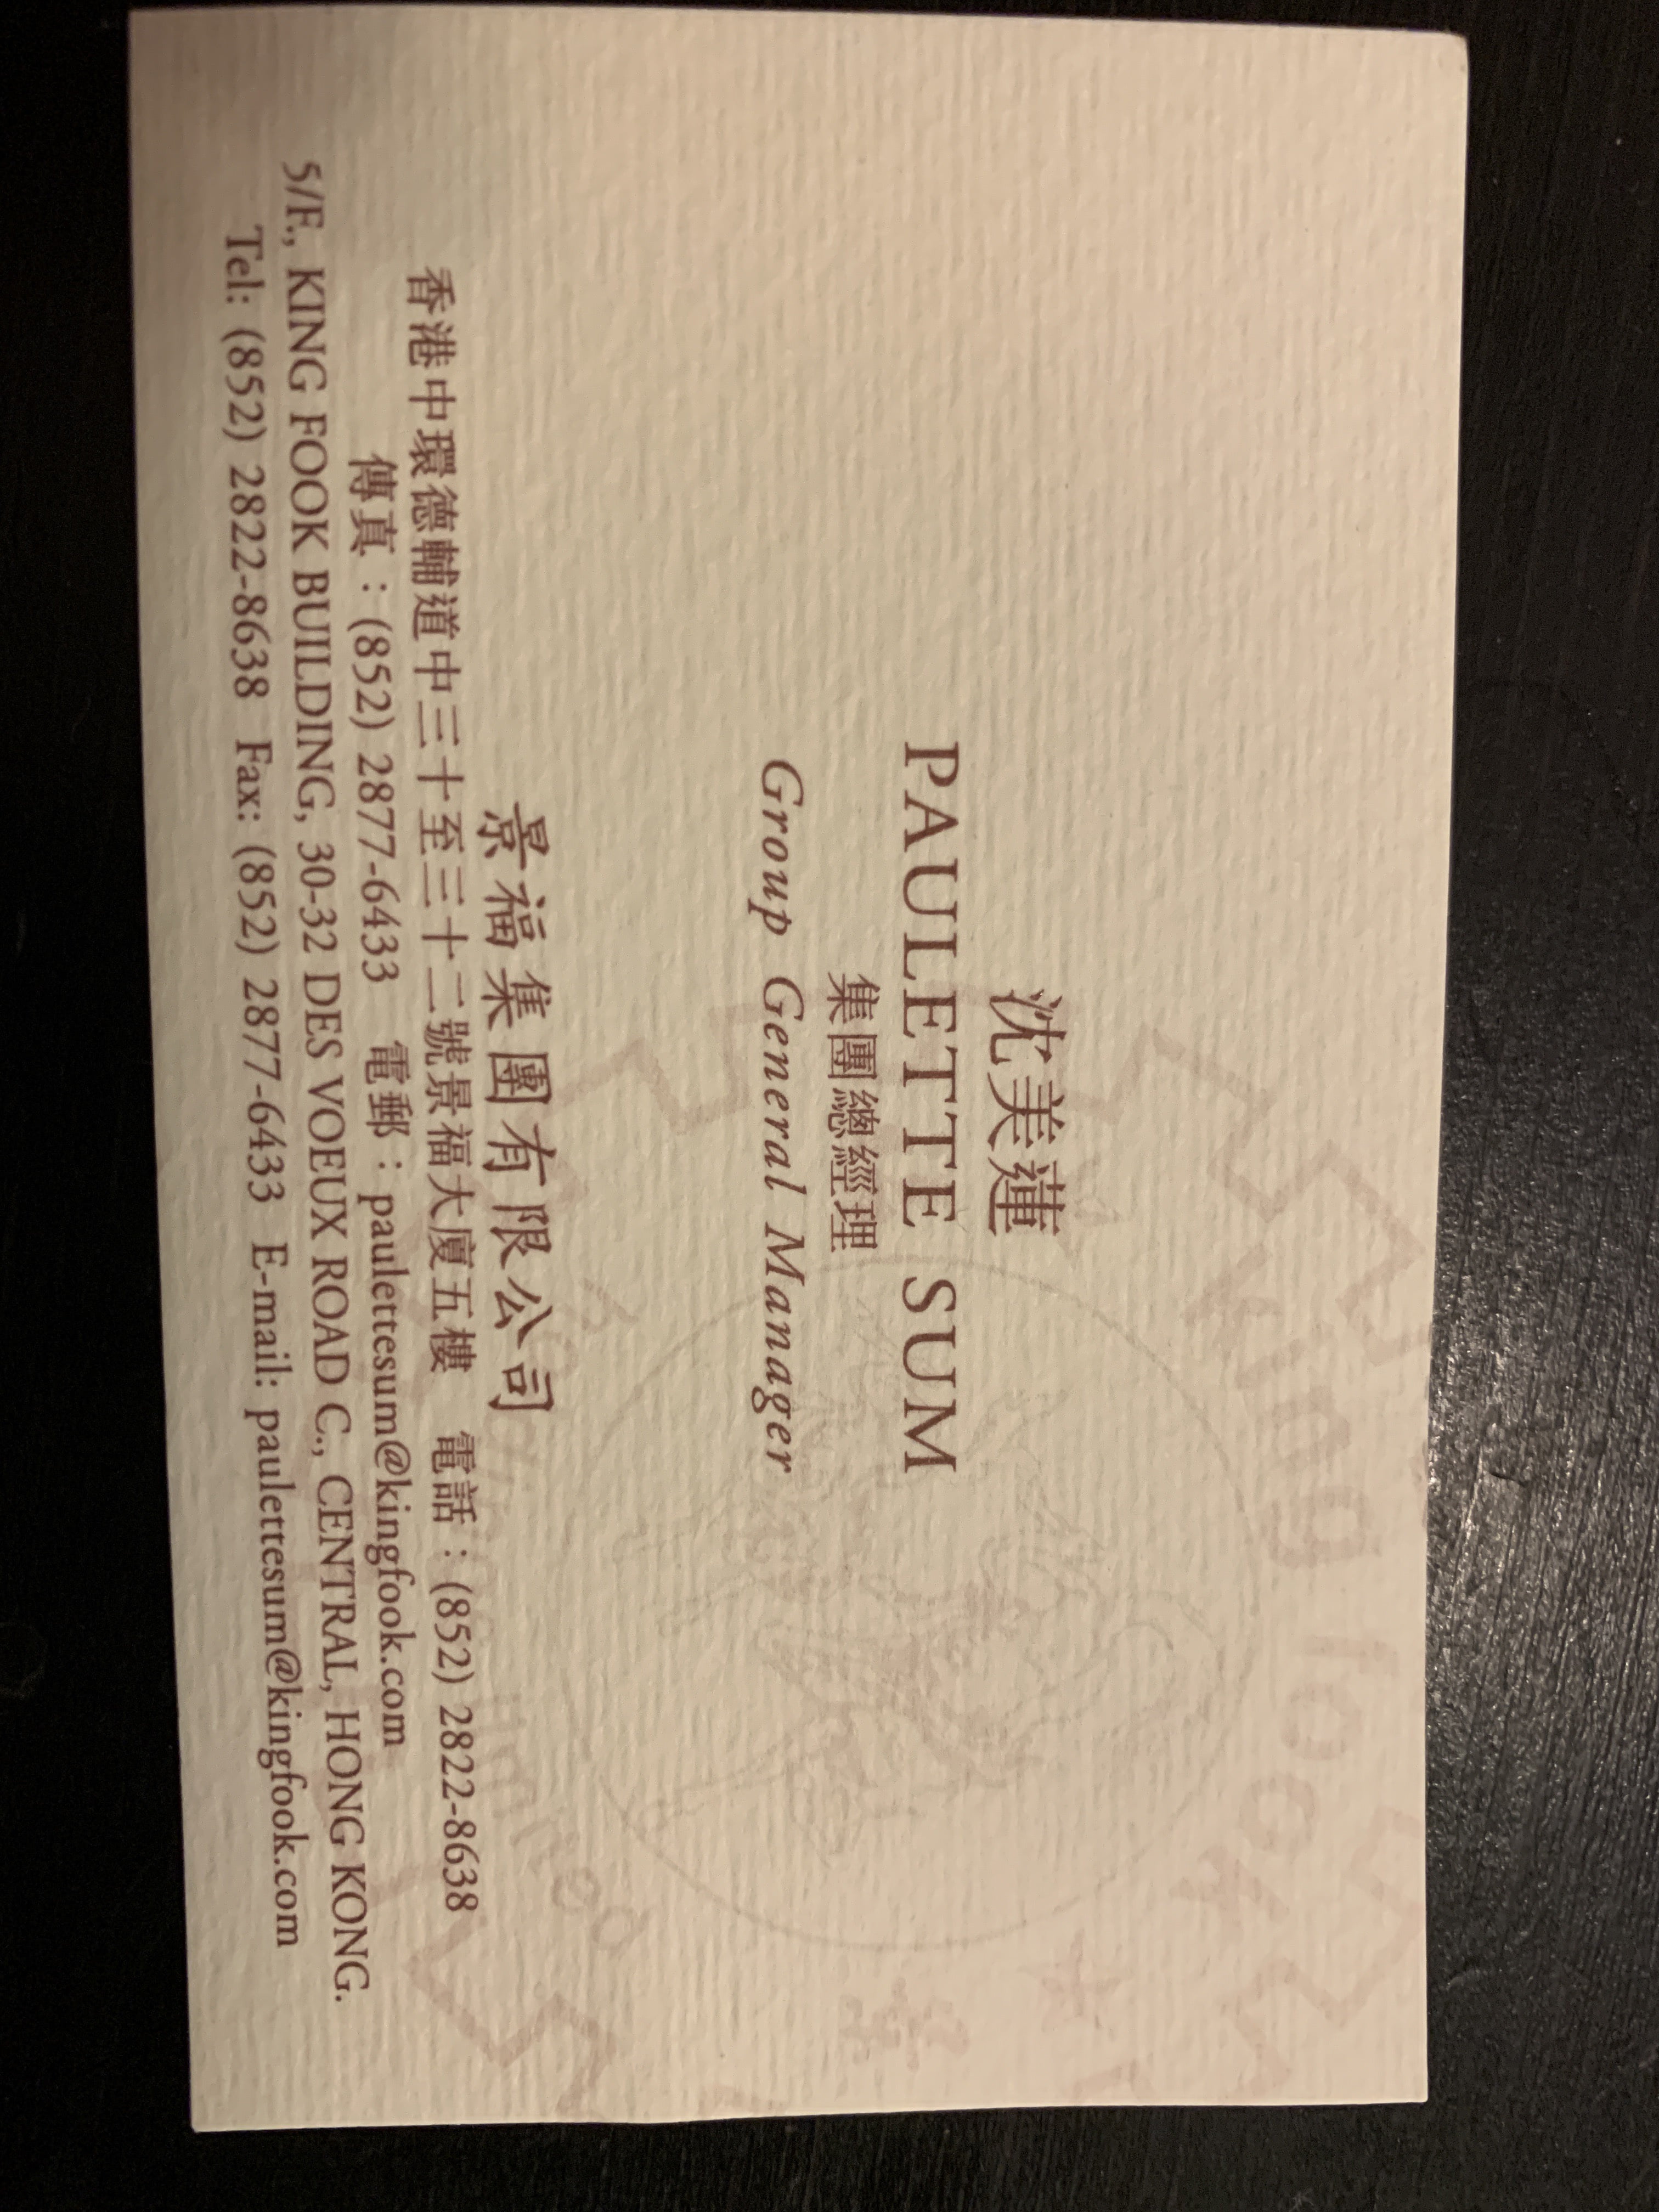 沈美蓮
PAULETTE SUM
集團總經理
Group General Manager
景福集團有限公司
香港中環德輔道中三十至三十二號景福大廈五樓 電話：(852) 2822-8638
傳真：(852) 2877-6433 電郵：paulettesum@kingfook.com
5/F., KING FOOK BUILDING, 30-32 DES VOEUX ROAD C., CENTRAL, HONG KONG.
Tel: (852) 2822-8638 Fax: (852) 2877-6433 E-mail: paulettesum@kingfook.com
king fook
limited